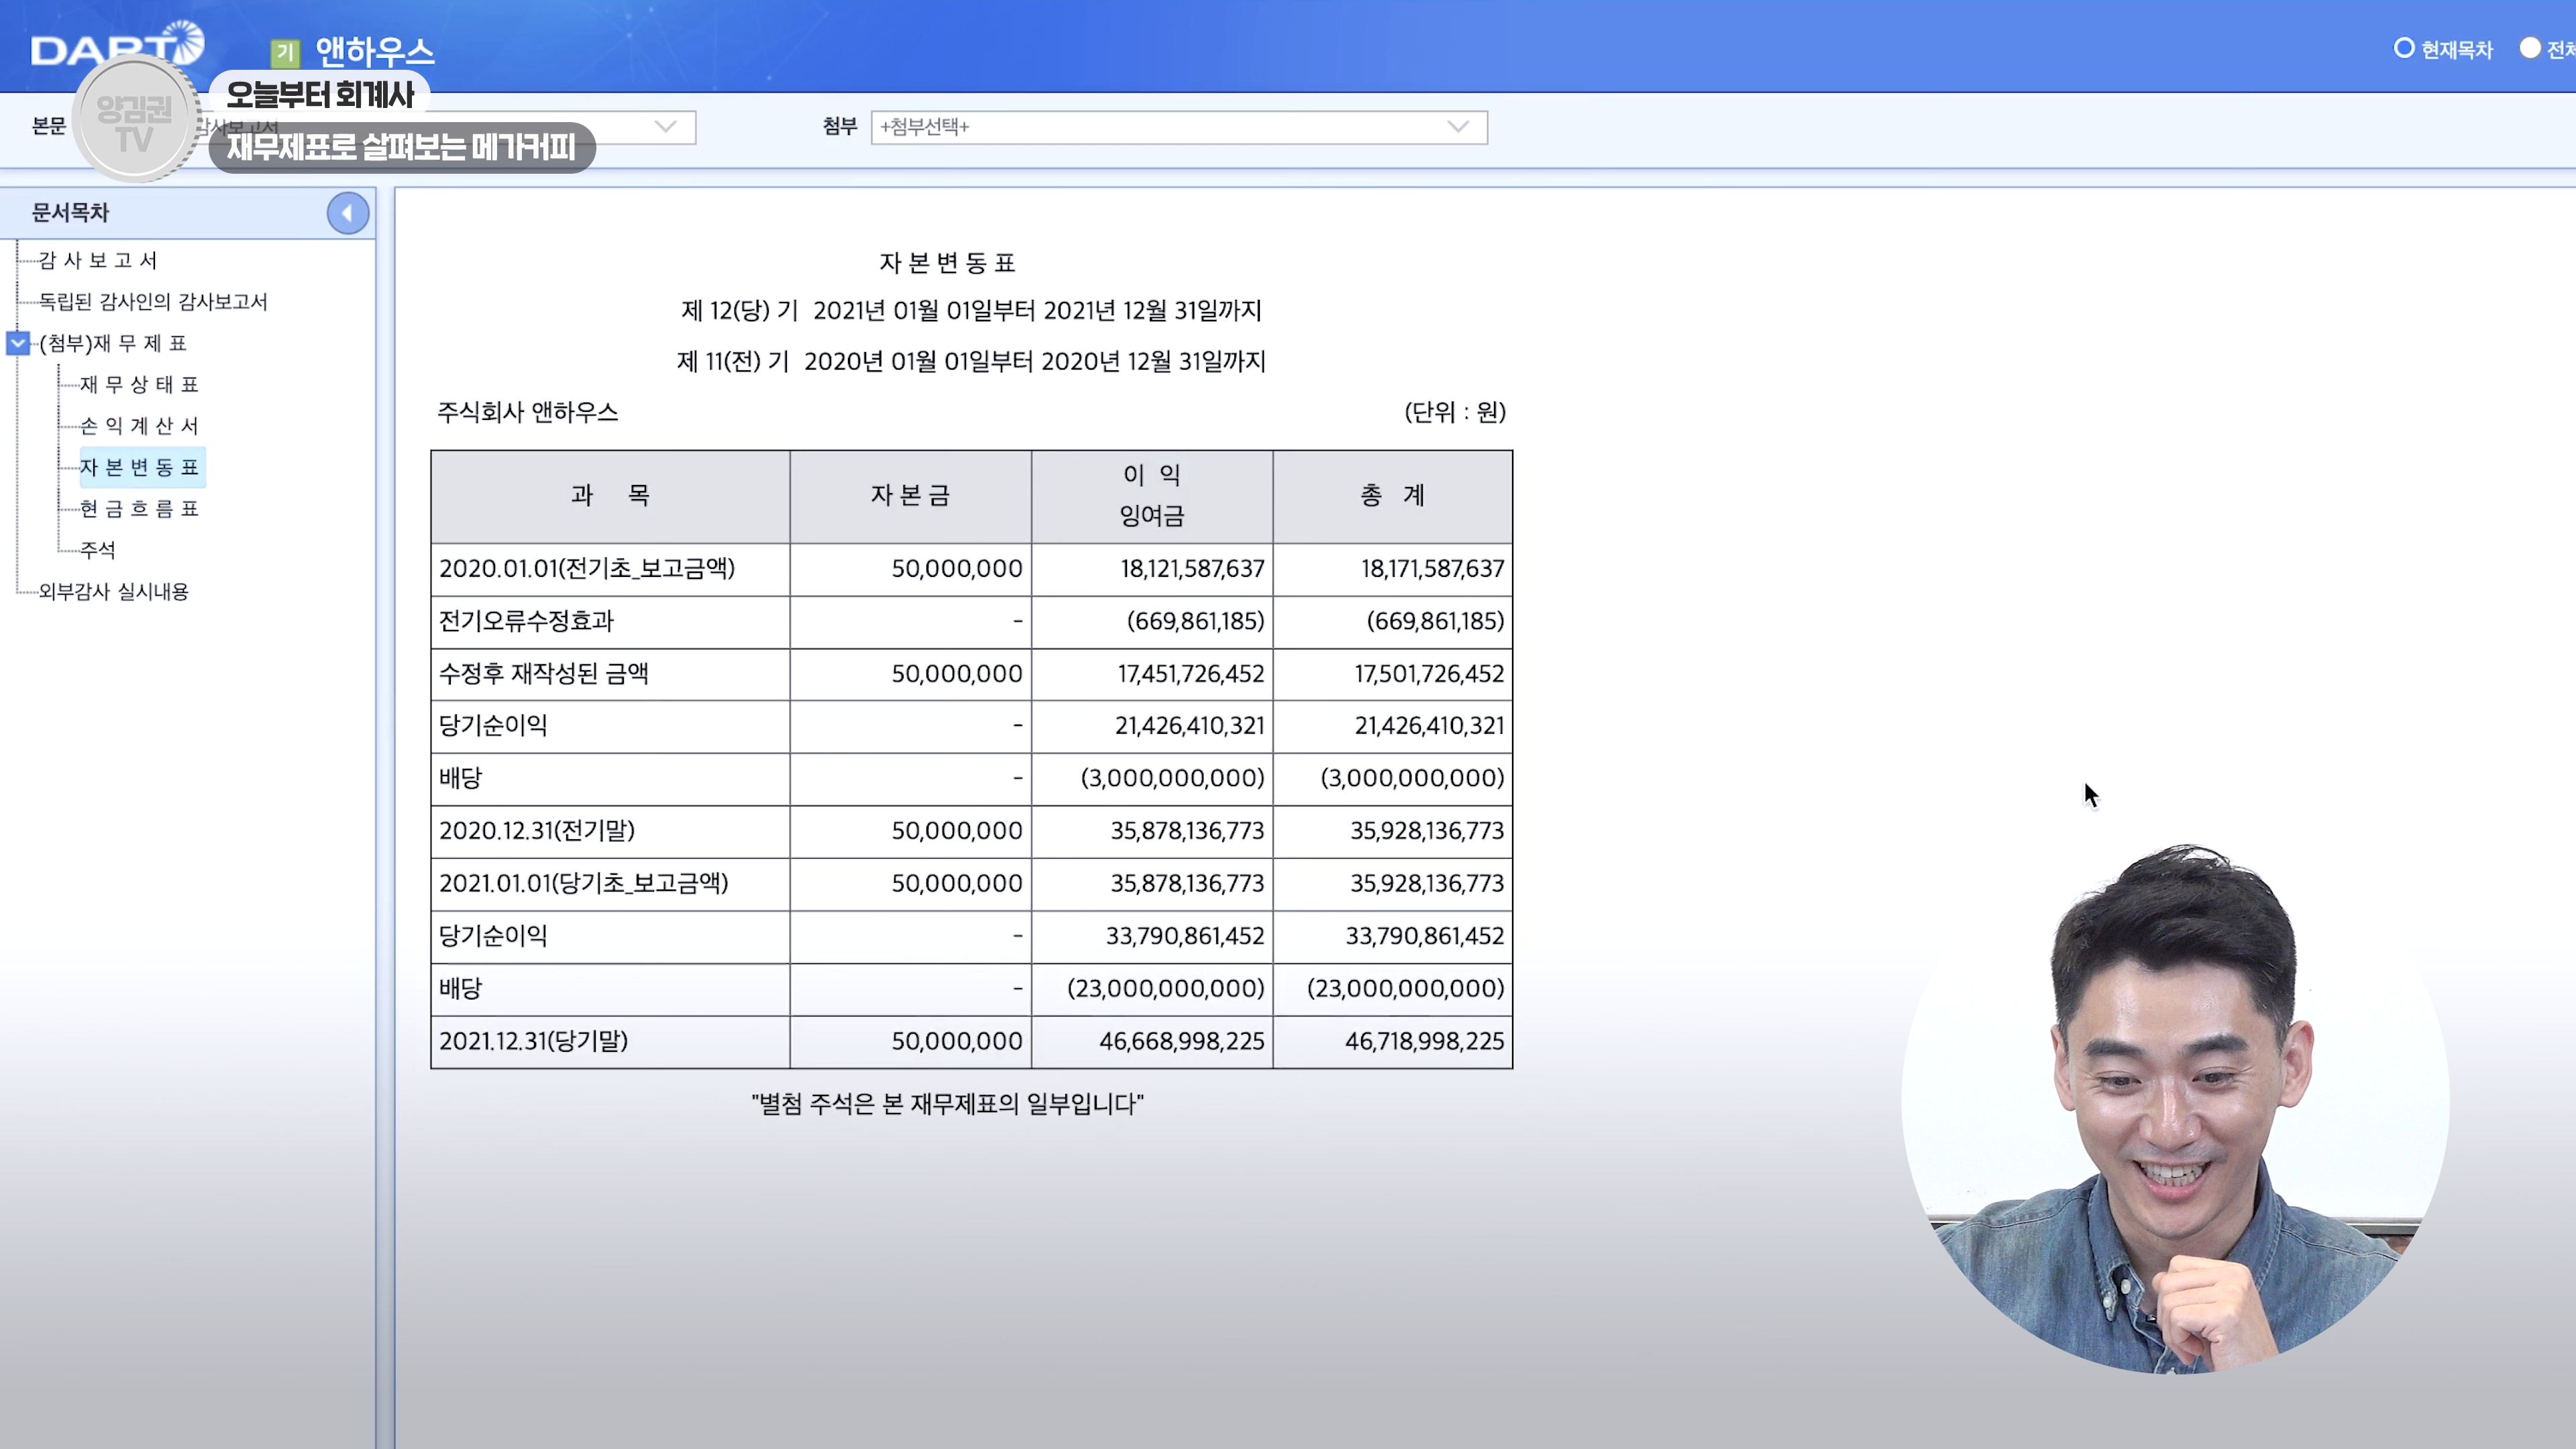 DART
기 앤하우스
현재목차
양김권
TV
오늘부터 회계사
재무제표로 살펴보는 메가커피
본문
감사보고서
첨부 +첨부선택+
문서목차
감 사 보 고 서
독립된 감사인의 감사보고서
(첨부)재 무 제 표
재 무 상 태 표
손 익 계 산 서
자 본 변 동 표
현 금 흐 름 표
주석
외부감사 실시내용
자 본 변 동 표
제 12(당) 기 2021년 01월 01일부터 2021년 12월 31일까지
제 11(전) 기 2020년 01월 01일부터 2020년 12월 31일까지
주식회사 앤하우스 (단위 : 원)
과 목 자 본 금 이 익 잉여금 총 계
2020.01.01(전기초_보고금액) 50,000,000 18,121,587,637 18,171,587,637
전기오류수정효과 - (669,861,185) (669,861,185)
수정후 재작성된 금액 50,000,000 17,451,726,452 17,501,726,452
당기순이익 - 21,426,410,321 21,426,410,321
배당 - (3,000,000,000) (3,000,000,000)
2020.12.31(전기말) 50,000,000 35,878,136,773 35,928,136,773
2021.01.01(당기초_보고금액) 50,000,000 35,878,136,773 35,928,136,773
당기순이익 - 33,790,861,452 33,790,861,452
배당 - (23,000,000,000) (23,000,000,000)
2021.12.31(당기말) 50,000,000 46,668,998,225 46,718,998,225
"별첨 주석은 본 재무제표의 일부입니다"